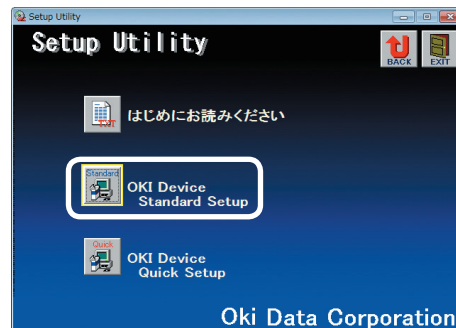 Setup Utility
Setup Utility
BACK
EXIT
TXT
はじめにお読みください
Standard
OKI Device
Standard Setup
Quick
OKI Device
Quick Setup
Oki Data Corporation